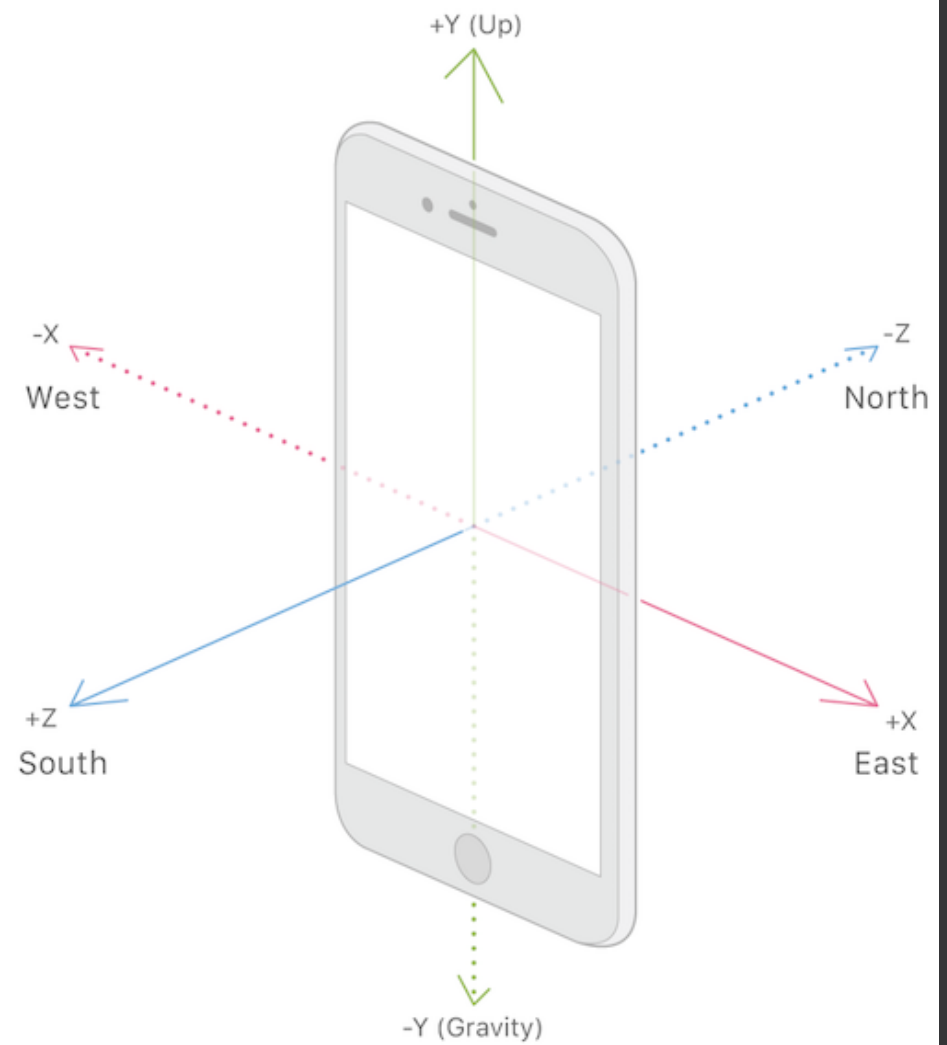 +Y (Up)
-X
West
-Z
North
+Z
South
+X
East
-Y (Gravity)